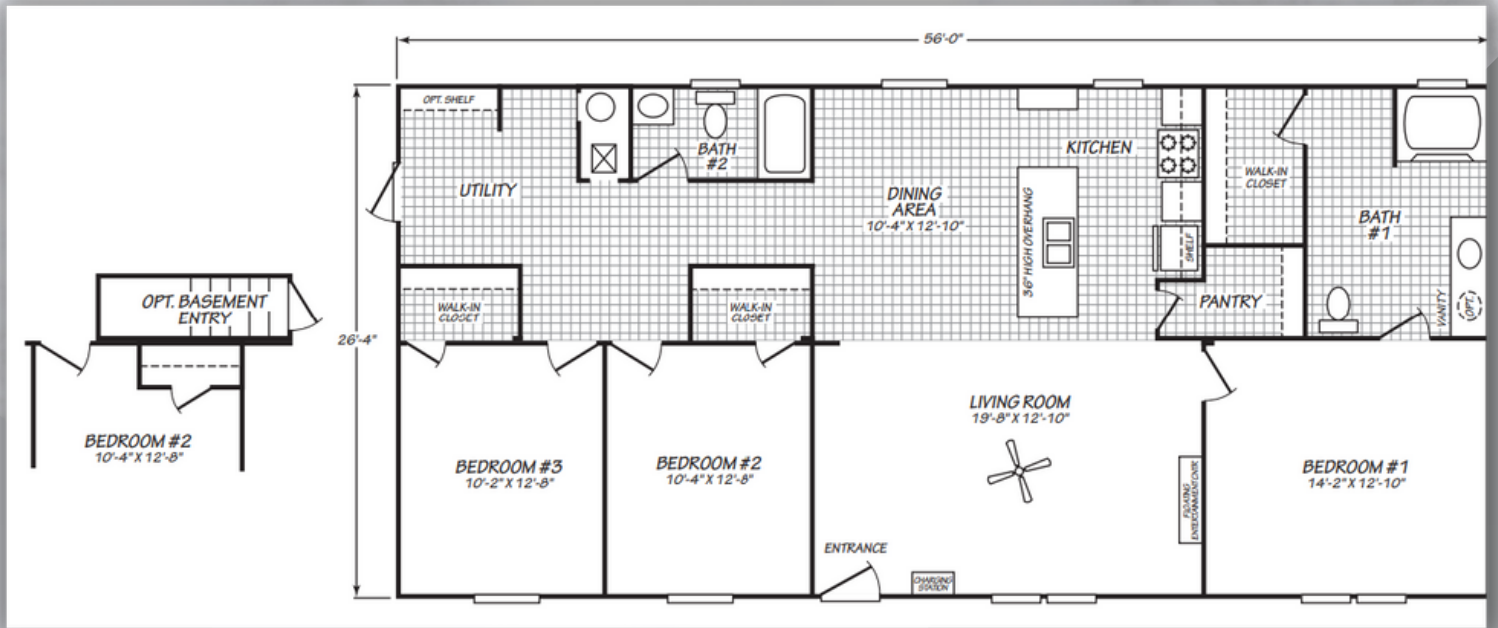 56'-0"
OPT. SHELF
UTILITY
BATH
#2
DINING
AREA
10'-4" X 12'-10"
KITCHEN
36" HIGH OVERHANG
SHELF
WALK-IN
CLOSET
BATH
#1
PANTRY
VANITY
OPT.
OPT. BASEMENT
ENTRY
26'-4"
WALK-IN
CLOSET
WALK-IN
CLOSET
BEDROOM #2
10'-4" X 12'-8"
BEDROOM #3
10'-2" X 12'-8"
BEDROOM #2
10'-4" X 12'-8"
LIVING ROOM
19'-8" X 12'-10"
BEDROOM #1
14'-2" X 12'-10"
FLOATING
ENTERTAINMENT OVER
ENTRANCE
CHARGING
STATION